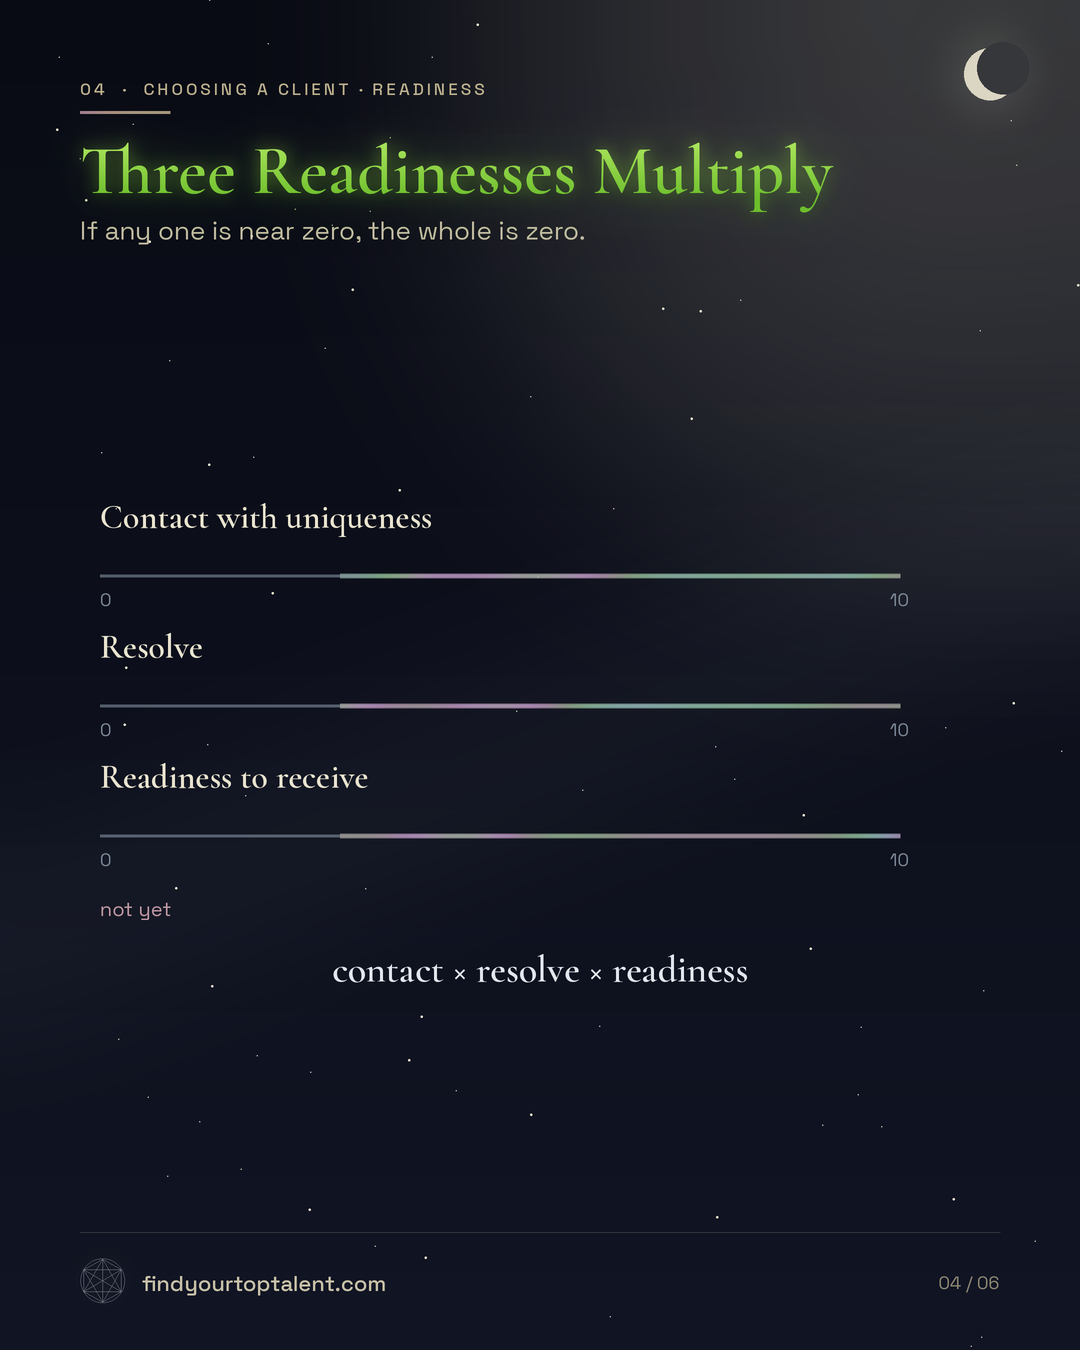 04 · CHOOSING A CLIENT · READINESS
Three Readinesses Multiply
If any one is near zero, the whole is zero.
Contact with uniqueness
0 10
Resolve
0 10
Readiness to receive
0 10
not yet
contact × resolve × readiness
findyourtoptalent.com 04 / 06